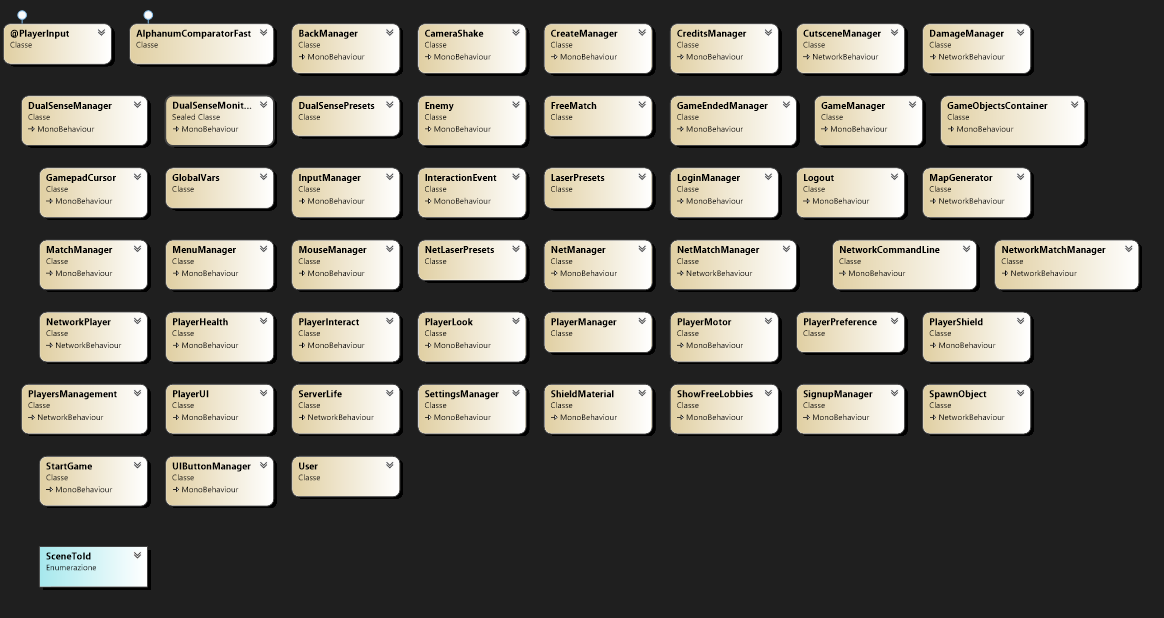 @PlayerInput
Classe
AlphanumComparatorFast
Classe
BackManager
Classe
MonoBehaviour
CameraShake
Classe
MonoBehaviour
CreateManager
Classe
MonoBehaviour
CreditsManager
Classe
MonoBehaviour
CutsceneManager
Classe
NetworkBehaviour
DamageManager
Classe
MonoBehaviour
DualSenseManager
Classe
MonoBehaviour
DualSenseMonit...
Sealed Classe
MonoBehaviour
DualSensePresets
Classe
Enemy
Classe
MonoBehaviour
FreeMatch
Classe
GameEndedManager
Classe
MonoBehaviour
GameManager
Classe
MonoBehaviour
GameObjectsContainer
Classe
MonoBehaviour
GamepadCursor
Classe
MonoBehaviour
GlobalVars
Classe
InputManager
Classe
MonoBehaviour
InteractionEvent
Classe
MonoBehaviour
LaserPresets
Classe
LoginManager
Classe
MonoBehaviour
Logout
Classe
MonoBehaviour
MapGenerator
Classe
NetworkBehaviour
MatchManager
Classe
MonoBehaviour
MenuManager
Classe
MonoBehaviour
MouseManager
Classe
MonoBehaviour
NetLaserPresets
Classe
NetManager
Classe
MonoBehaviour
NetMatchManager
Classe
NetworkBehaviour
NetworkCommandLine
Classe
MonoBehaviour
NetworkMatchManager
Classe
NetworkBehaviour
NetworkPlayer
Classe
NetworkBehaviour
PlayerHealth
Classe
MonoBehaviour
PlayerInteract
Classe
MonoBehaviour
PlayerLook
Classe
MonoBehaviour
PlayerManager
Classe
PlayerMotor
Classe
MonoBehaviour
PlayerPreference
Classe
PlayerShield
Classe
MonoBehaviour
PlayersManagement
Classe
NetworkBehaviour
PlayerUI
Classe
MonoBehaviour
ServerLife
Classe
NetworkBehaviour
SettingsManager
Classe
MonoBehaviour
ShieldMaterial
Classe
MonoBehaviour
ShowFreeLobbies
Classe
MonoBehaviour
SignupManager
Classe
MonoBehaviour
SpawnObject
Classe
NetworkBehaviour
StartGame
Classe
MonoBehaviour
UIButtonManager
Classe
MonoBehaviour
User
Classe
SceneToId
Enumerazione